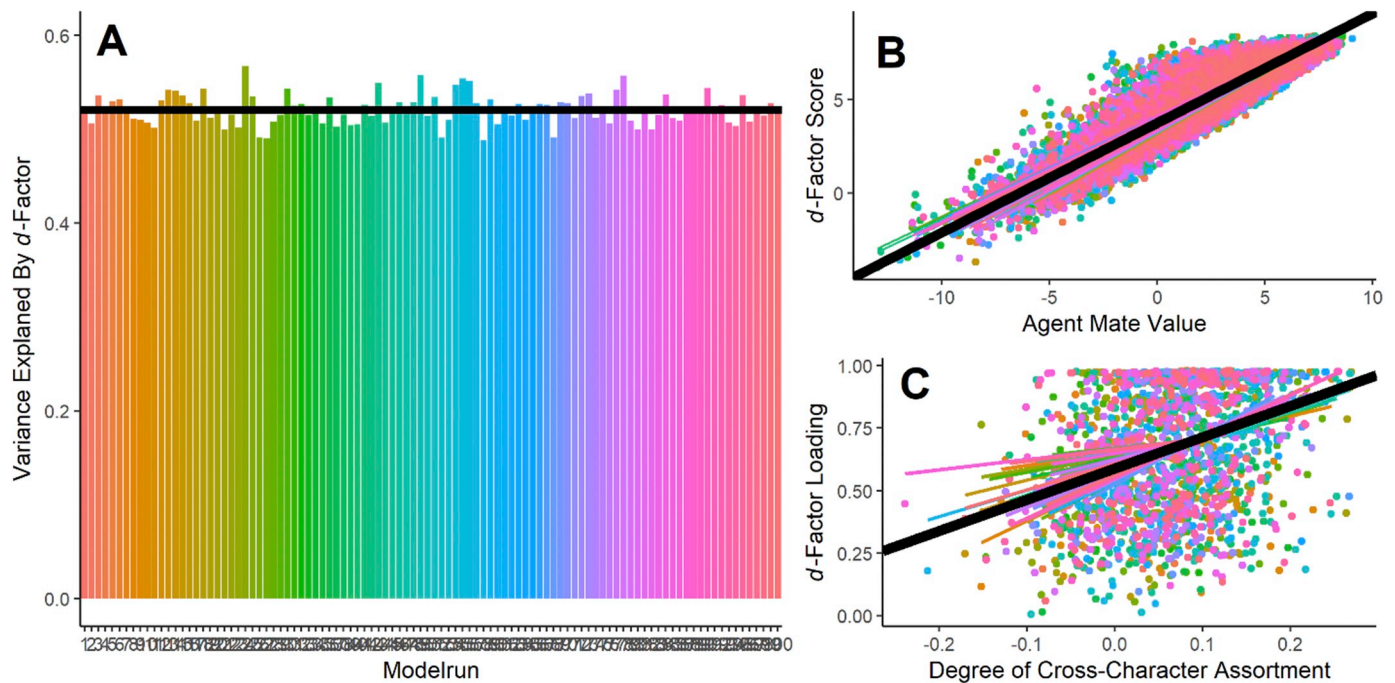 A
0.6
0.4
0.2
0.0
Variance Explaned By d-Factor
Modelrun
B
5
0
d-Factor Score
-10 -5 0 5 10
Agent Mate Value
C
1.00
0.75
0.50
0.25
0.00
d-Factor Loading
-0.2 -0.1 0.0 0.1 0.2
Degree of Cross-Character Assortment